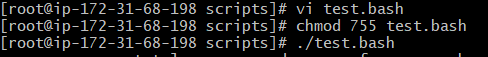 [root@ip-172-31-68-198 scripts]# vi test.bash
[root@ip-172-31-68-198 scripts]# chmod 755 test.bash
[root@ip-172-31-68-198 scripts]# ./test.bash